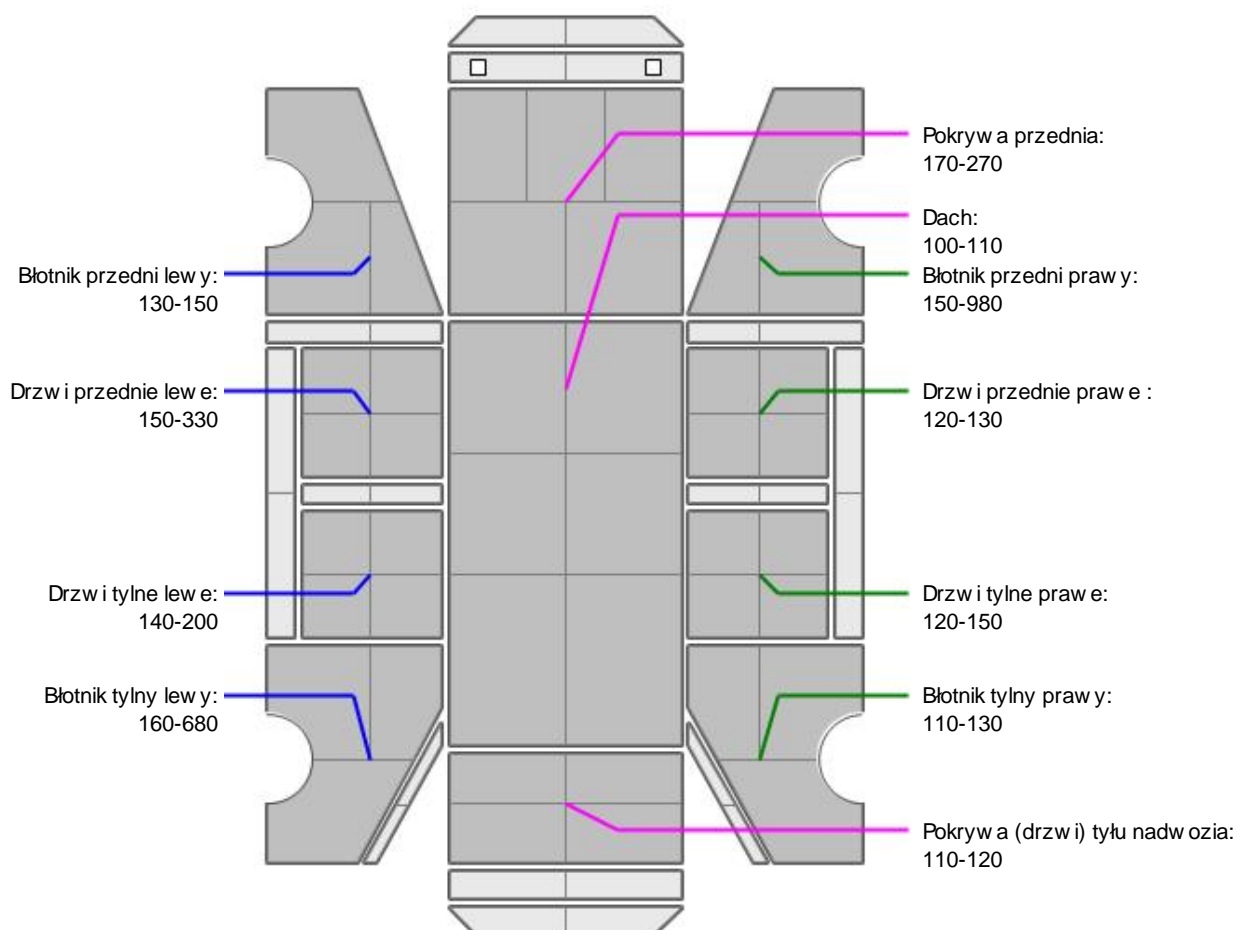 Pokrywa przednia:
170-270
Dach:
100-110
Błotnik przedni lewy:
130-150
Błotnik przedni prawy:
150-980
Drzwi przednie lewe:
150-330
Drzwi przednie prawe :
120-130
Drzwi tylne lewe:
140-200
Drzwi tylne prawe:
120-150
Błotnik tylny lewy:
160-680
Błotnik tylny prawy:
110-130
Pokrywa (drzwi) tyłu nadwozia:
110-120